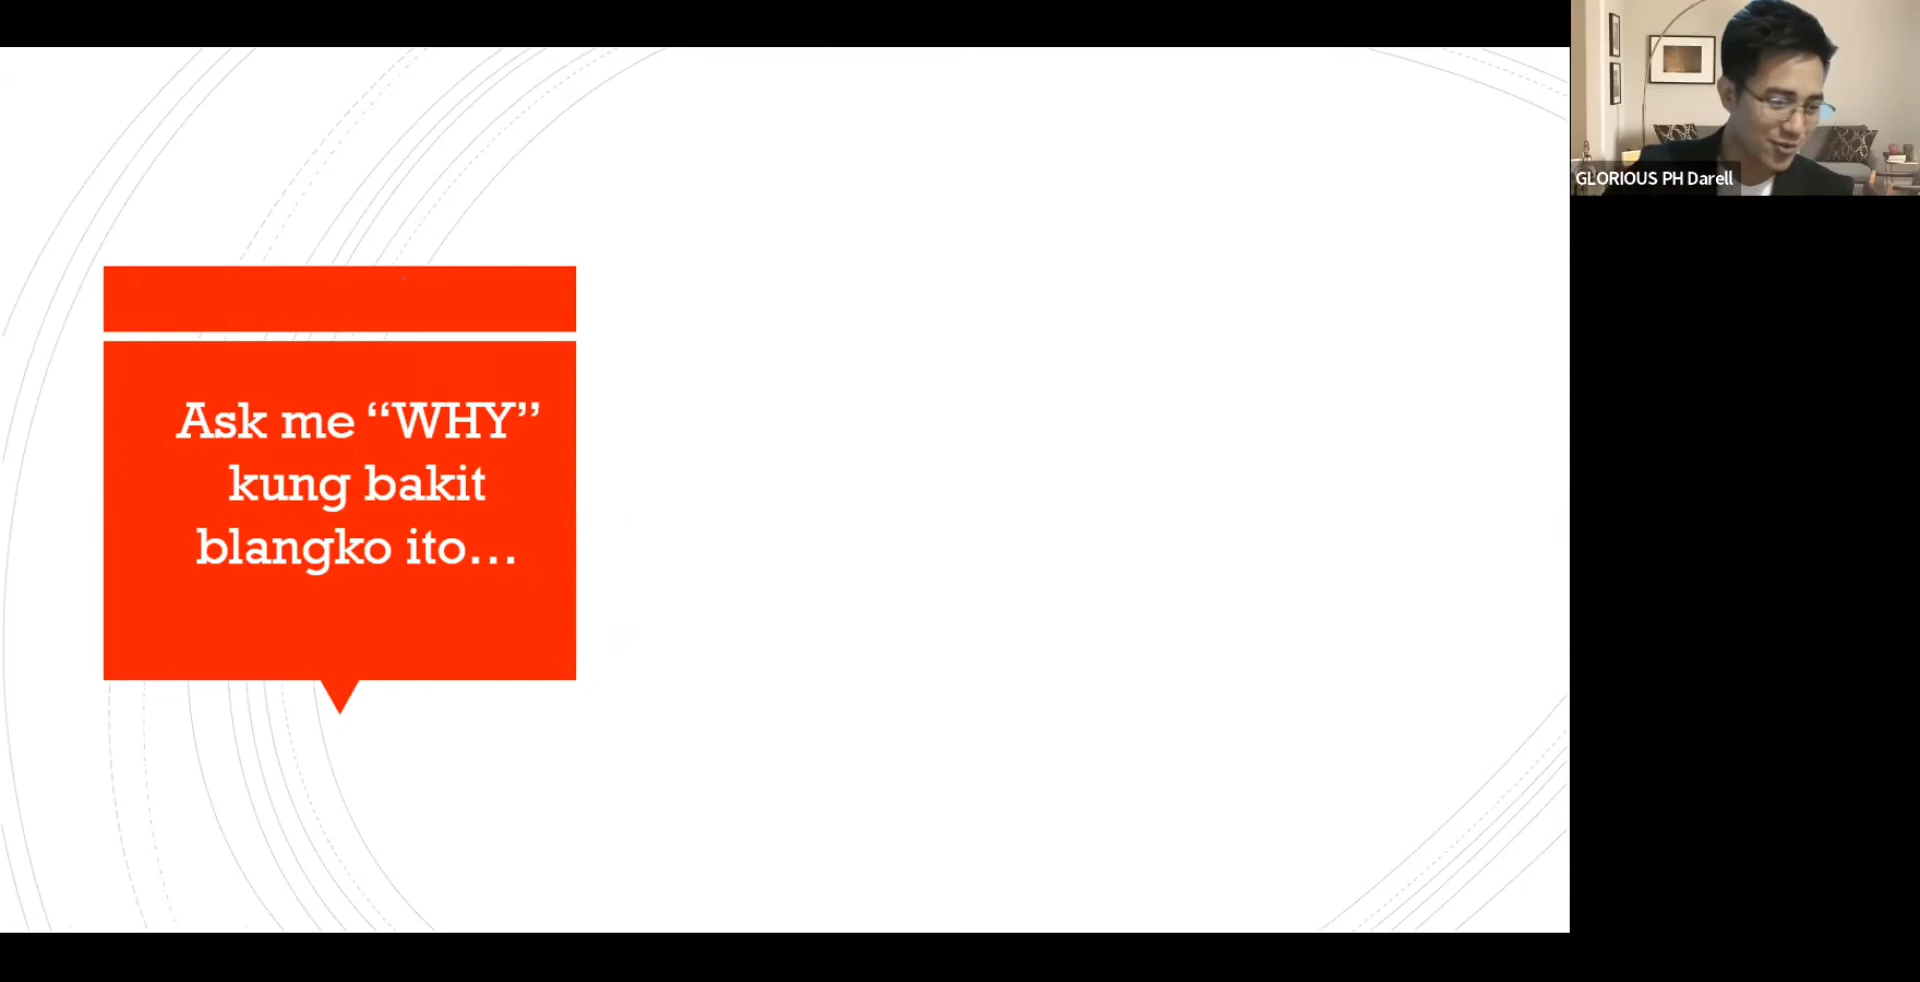 Ask me “WHY”
kung bakit
blangko ito...
GLORIOUS PH Darell